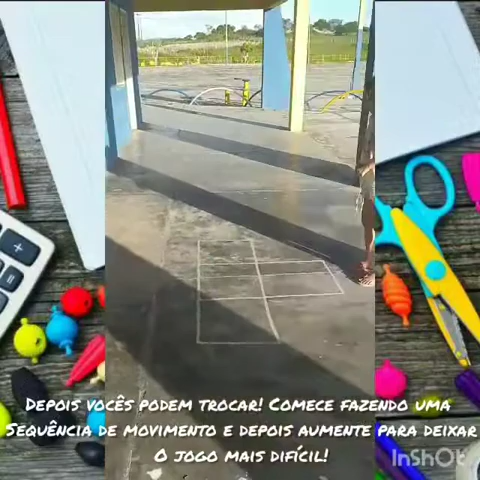 Depois vocês podem trocar! Comece fazendo uma
sequência de movimento e depois aumente para deixar
o jogo mais difícil!
InShOt